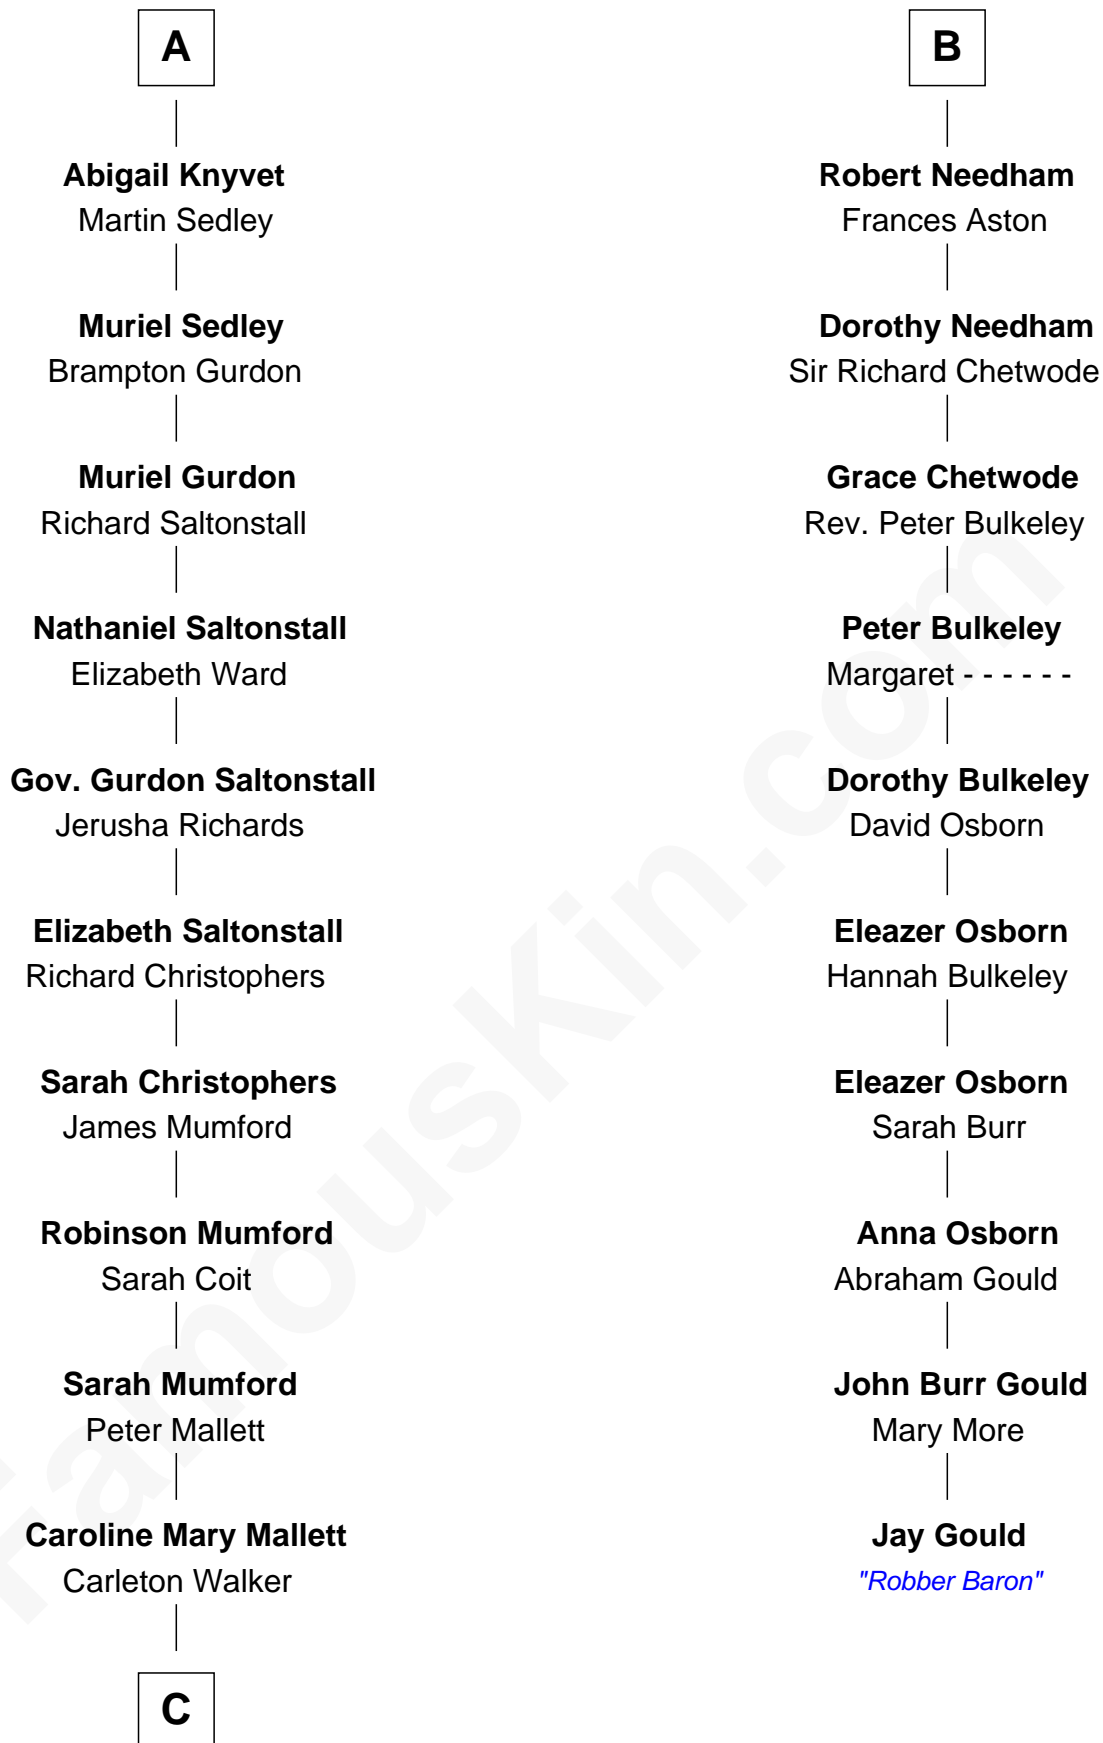 A
Abigail Knyvet
Martin Sedley
Muriel Sedley
Brampton Gurdon
Muriel Gurdon
Richard Saltonstall
Nathaniel Saltonstall
Elizabeth Ward
Gov. Gurdon Saltonstall
Jerusha Richards
Elizabeth Saltonstall
Richard Christophers
Sarah Christophers
James Mumford
Robinson Mumford
Sarah Coit
Sarah Mumford
Peter Mallett
Caroline Mary Mallett
Carleton Walker
C
B
Robert Needham
Frances Aston
Dorothy Needham
Sir Richard Chetwode
Grace Chetwode
Rev. Peter Bulkeley
Peter Bulkeley
Margaret - - - - - -
Dorothy Bulkeley
David Osborn
Eleazer Osborn
Hannah Bulkeley
Eleazer Osborn
Sarah Burr
Anna Osborn
Abraham Gould
John Burr Gould
Mary More
Jay Gould
"Robber Baron"
FamousKin.com